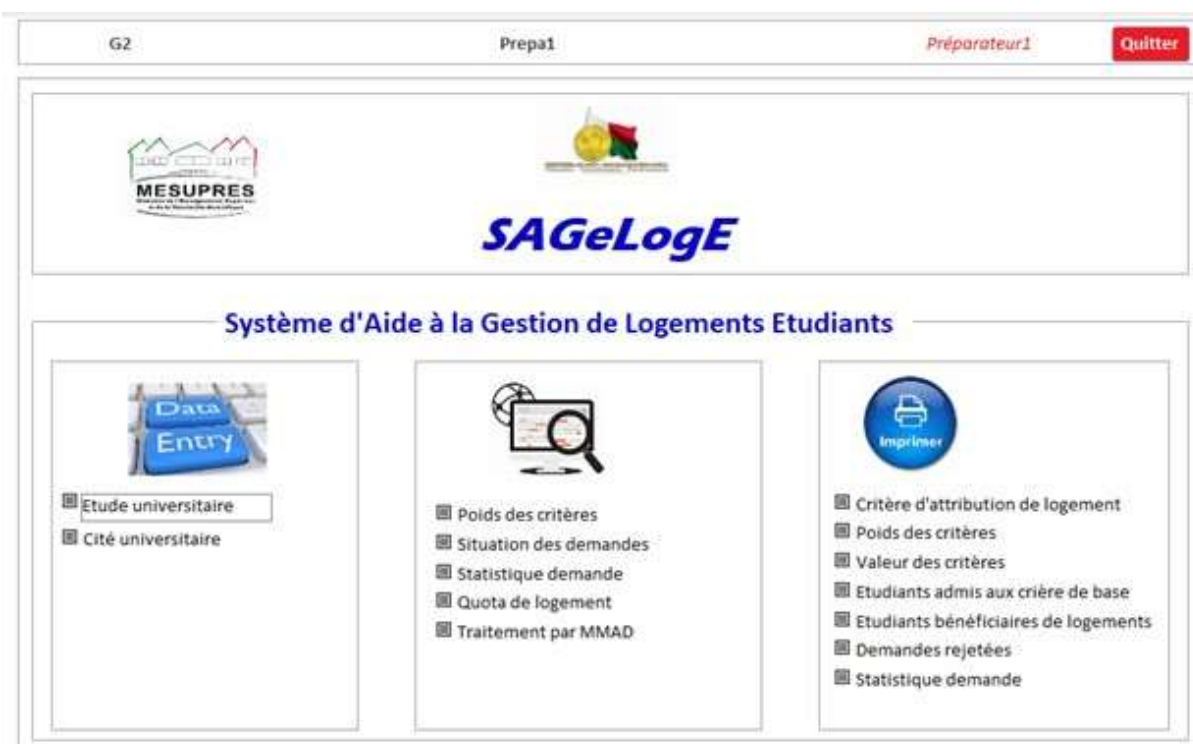 G2 Prepa1 Préparateur1 Quitter
MESUPRES
SAGeLogE
Système d'Aide à la Gestion de Logements Etudiants
Data
Entry
Etude universitaire
Cité universitaire
Poids des critères
Situation des demandes
Statistique demande
Quota de logement
Traitement par MMAD
Imprimer
Critère d'attribution de logement
Poids des critères
Valeur des critères
Etudiants admis aux crière de base
Etudiants bénéficiaires de logements
Demandes rejetées
Statistique demande